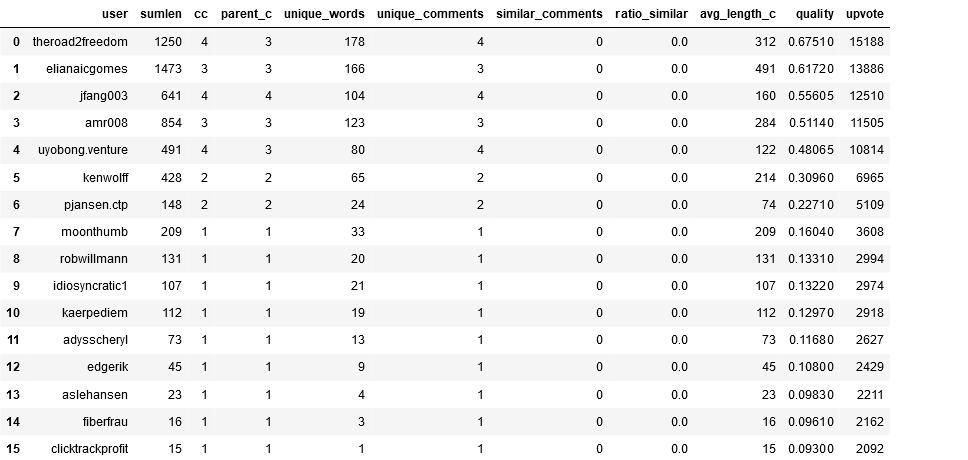 user sumlen cc parent_c unique_words unique_comments similar_comments ratio_similar avg_length_c quality upvote
0 theroad2freedom 1250 4 3 178 4 0 0.0 312 0.67510 15188
1 elianaicgomes 1473 3 3 166 3 0 0.0 491 0.61720 13886
2 jfang003 641 4 4 104 4 0 0.0 160 0.55605 12510
3 amr008 854 3 3 123 3 0 0.0 284 0.51140 11505
4 uyobong.venture 491 4 3 80 4 0 0.0 122 0.48065 10814
5 kenwolff 428 2 2 65 2 0 0.0 214 0.30960 6965
6 pjansen.ctp 148 2 2 24 2 0 0.0 74 0.22710 5109
7 moonthumb 209 1 1 33 1 0 0.0 209 0.16040 3608
8 robwillmann 131 1 1 20 1 0 0.0 131 0.13310 2994
9 idiosyncratic1 107 1 1 21 1 0 0.0 107 0.13220 2974
10 kaerpediem 112 1 1 19 1 0 0.0 112 0.12970 2918
11 adysscheryl 73 1 1 13 1 0 0.0 73 0.11680 2627
12 edgerik 45 1 1 9 1 0 0.0 45 0.10800 2429
13 aslehansen 23 1 1 4 1 0 0.0 23 0.09830 2211
14 fiberfrau 16 1 1 3 1 0 0.0 16 0.09610 2162
15 clicktrackprofit 15 1 1 1 1 0 0.0 15 0.09300 2092